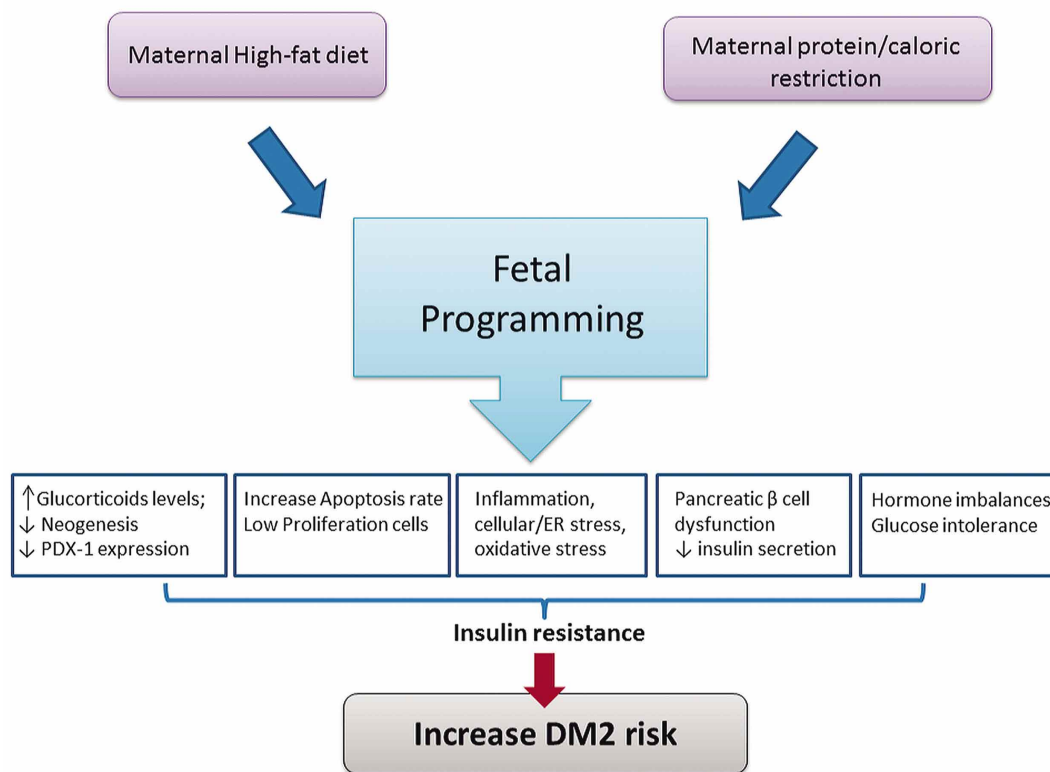 Maternal High-fat diet
Maternal protein/caloric
restriction
Fetal
Programming
↑Glucorticoids levels;
↓ Neogenesis
↓ PDX-1 expression
Increase Apoptosis rate
Low Proliferation cells
Inflammation,
cellular/ER stress,
oxidative stress
Pancreatic β cell
dysfunction
↓ insulin secretion
Hormone imbalances
Glucose intolerance
Insulin resistance
Increase DM2 risk